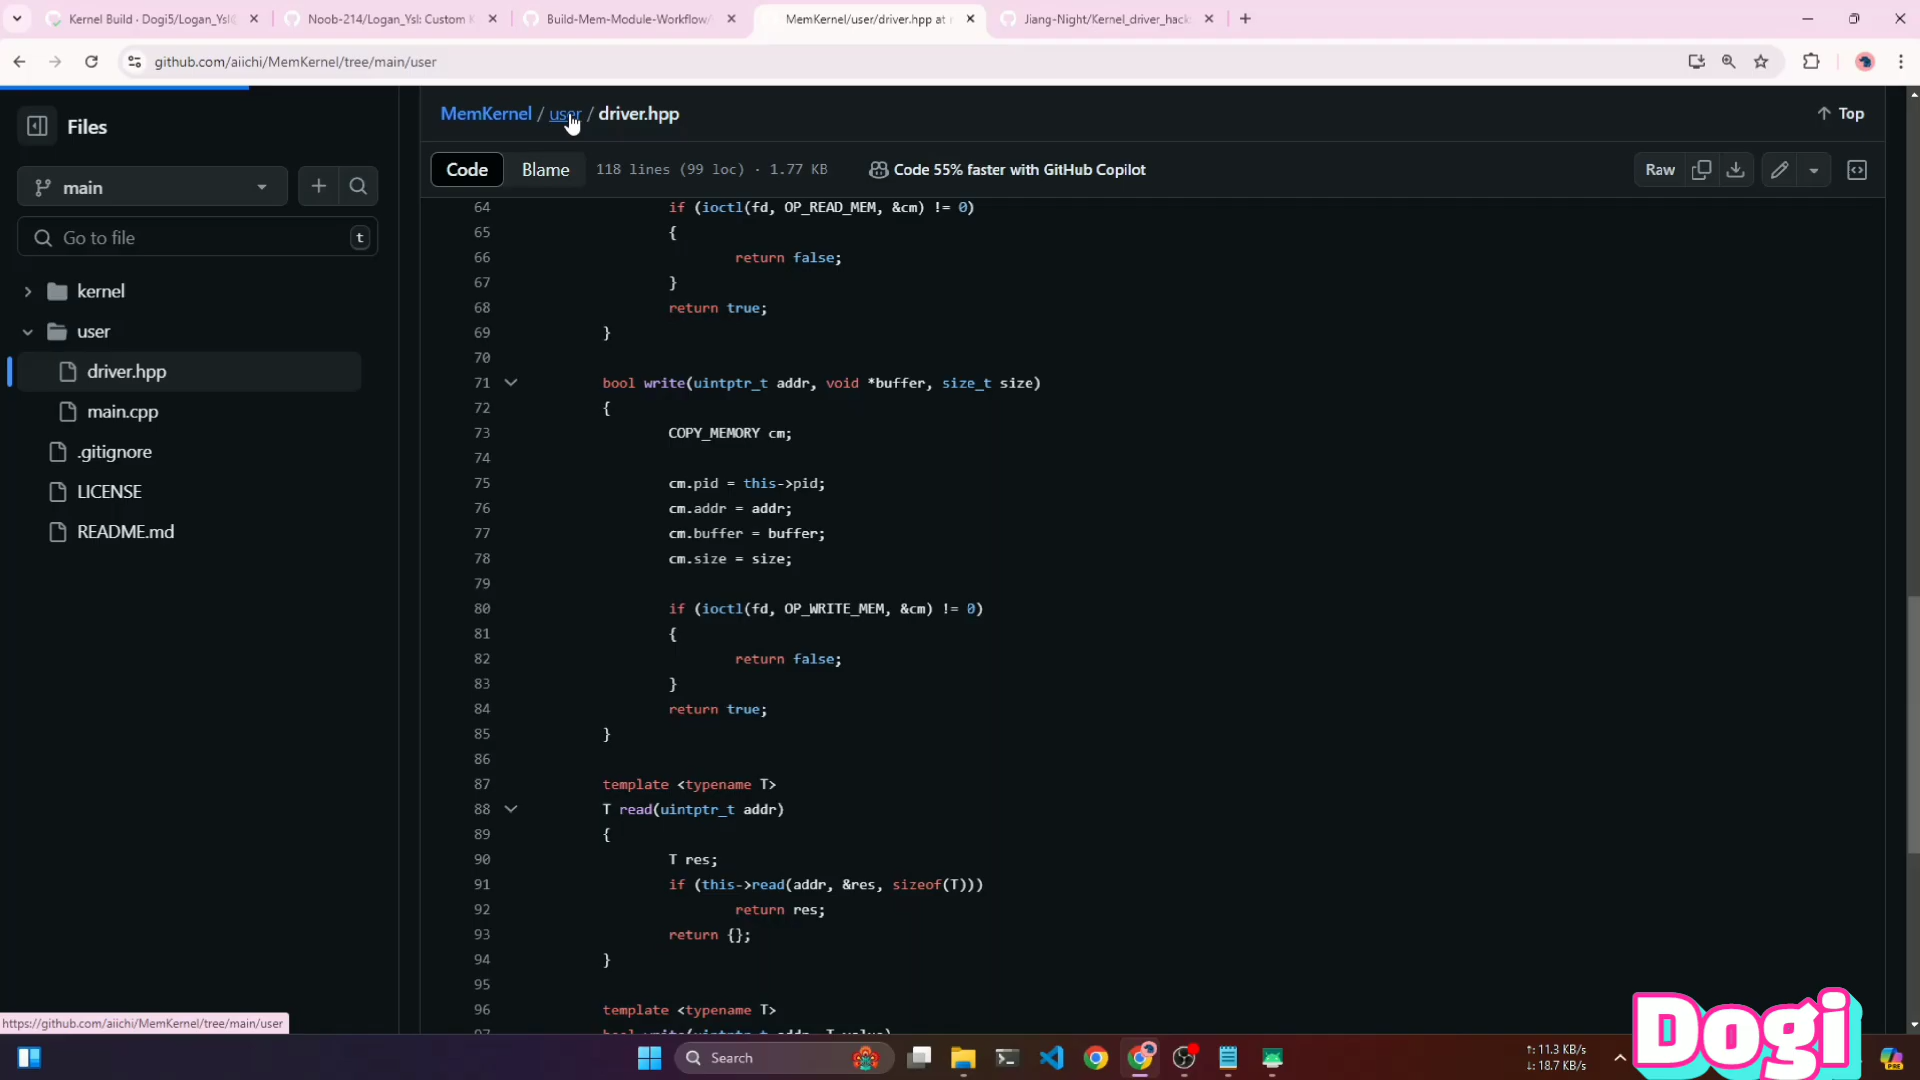 Kernel Build · Dogi5/Logan_Ysl
Noob-214/Logan_Ysl: Custom K
Build-Mem-Module-Workflow/
MemKernel/user/driver.hpp at
Jiang-Night/Kernel_driver_hack
github.com/aiichi/MemKernel/tree/main/user
Files
MemKernel / user / driver.hpp
Top
main
Code
Blame
118 lines (99 loc) · 1.77 KB
Code 55% faster with GitHub Copilot
Raw
Go to file
t
kernel
user
driver.hpp
main.cpp
.gitignore
LICENSE
README.md
64 if (ioctl(fd, OP_READ_MEM, &cm) != 0)
65 {
66 return false;
67 }
68 return true;
69 }
70
71 bool write(uintptr_t addr, void *buffer, size_t size)
72 {
73 COPY_MEMORY cm;
74
75 cm.pid = this->pid;
76 cm.addr = addr;
77 cm.buffer = buffer;
78 cm.size = size;
79
80 if (ioctl(fd, OP_WRITE_MEM, &cm) != 0)
81 {
82 return false;
83 }
84 return true;
85 }
86
87 template <typename T>
88 T read(uintptr_t addr)
89 {
90 T res;
91 if (this->read(addr, &res, sizeof(T)))
92 return res;
93 return {};
94 }
95
96 template <typename T>
97 bool write(uintptr_t addr, T value)
https://github.com/aiichi/MemKernel/tree/main/user
Search
↑: 11.3 KB/s
↓: 18.7 KB/s
Dogi
PRE